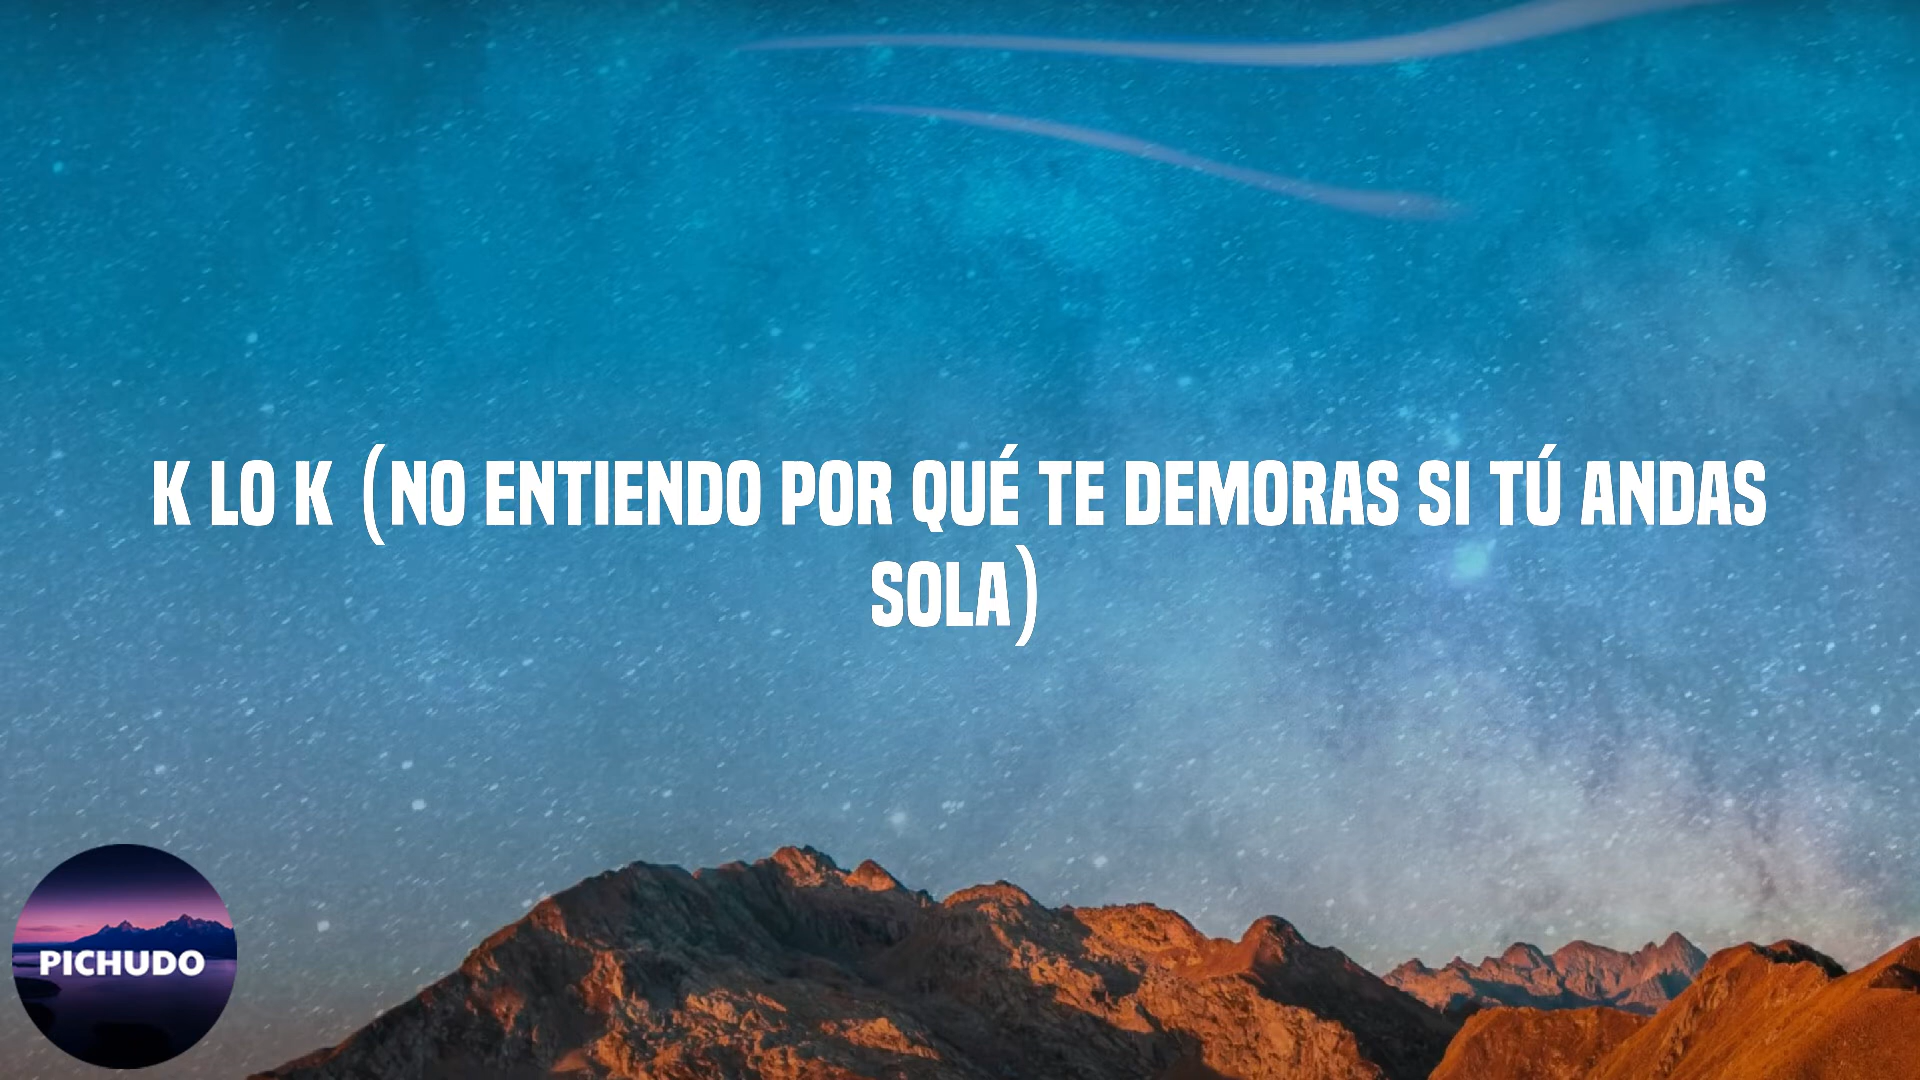 K LO K (NO ENTIENDO POR QUÉ TE DEMORAS SI TÚ ANDAS
SOLA)
PICHUDO